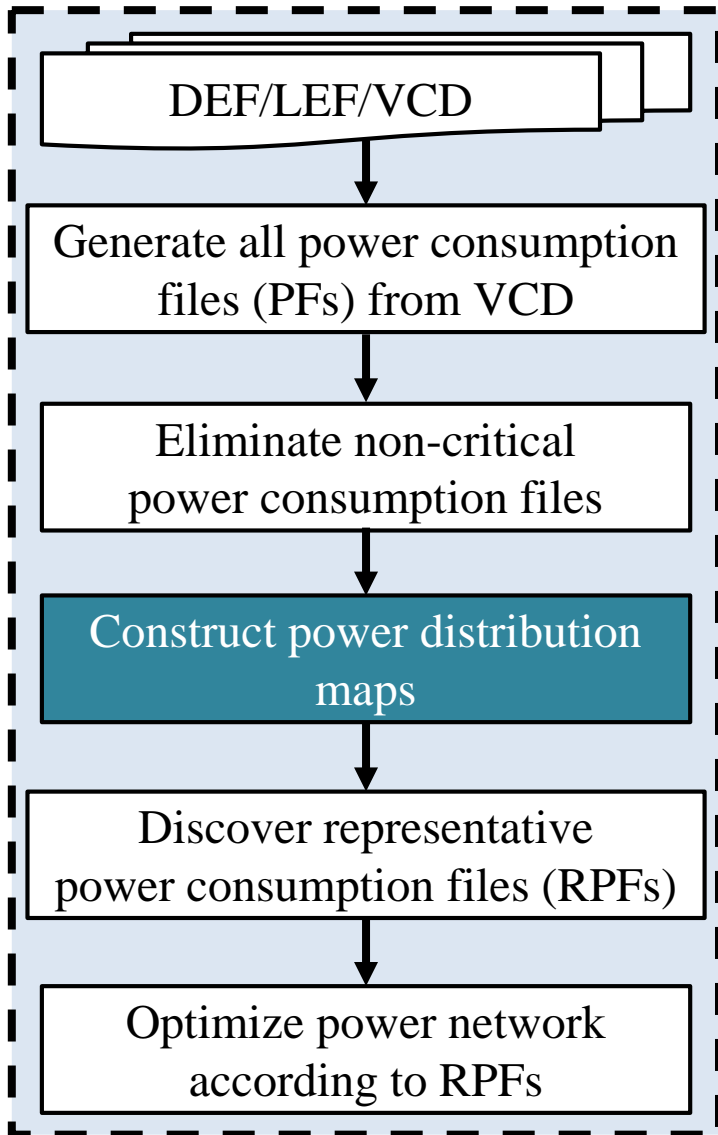 DEF/LEF/VCD
Generate all power consumption
files (PFs) from VCD
Eliminate non-critical
power consumption files
Construct power distribution
maps
Discover representative
power consumption files (RPFs)
Optimize power network
according to RPFs